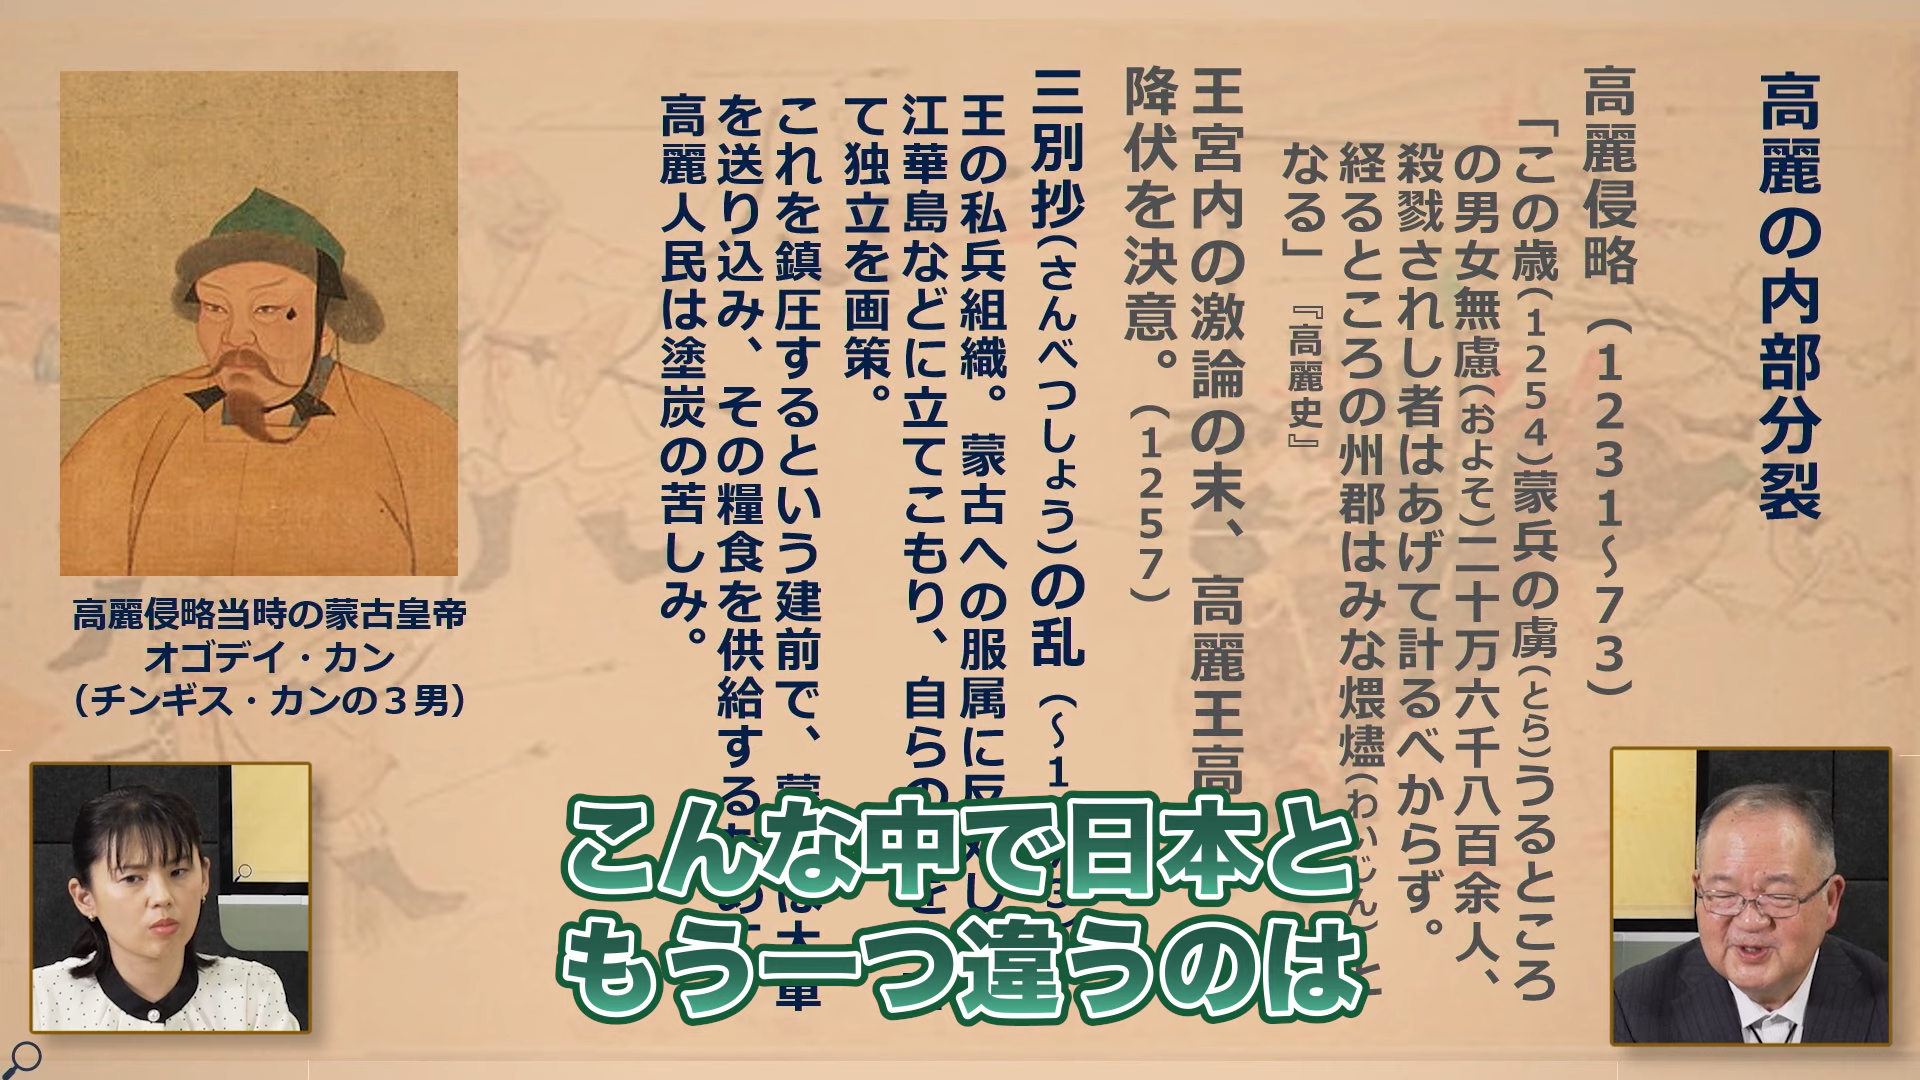 高麗の内部分裂
高麗侵略（1231～73）
「この歳(1254)蒙兵の虜(とら)うるところ
の男女無慮(およそ)二十万六千八百余人、
殺戮されし者はあげて計るべからず。
経るところの州郡はみな煨燼(わいじん)と
なる」『高麗史』
王宮内の激論の末、高麗王高
降伏を決意。（1257）
三別抄(さんべつしょう)の乱（～1
王の私兵組織。蒙古への服属に反対し
江華島などに立てこもり、自らの
て独立を画策。
これを鎮圧するという建前で、蒙
は大軍
を送り込み、その糧食を供給する
高麗人民は塗炭の苦しみ。
高麗侵略当時の蒙古皇帝
オゴデイ・カン
（チンギス・カンの３男）
こんな中で日本と
もう一つ違うのは